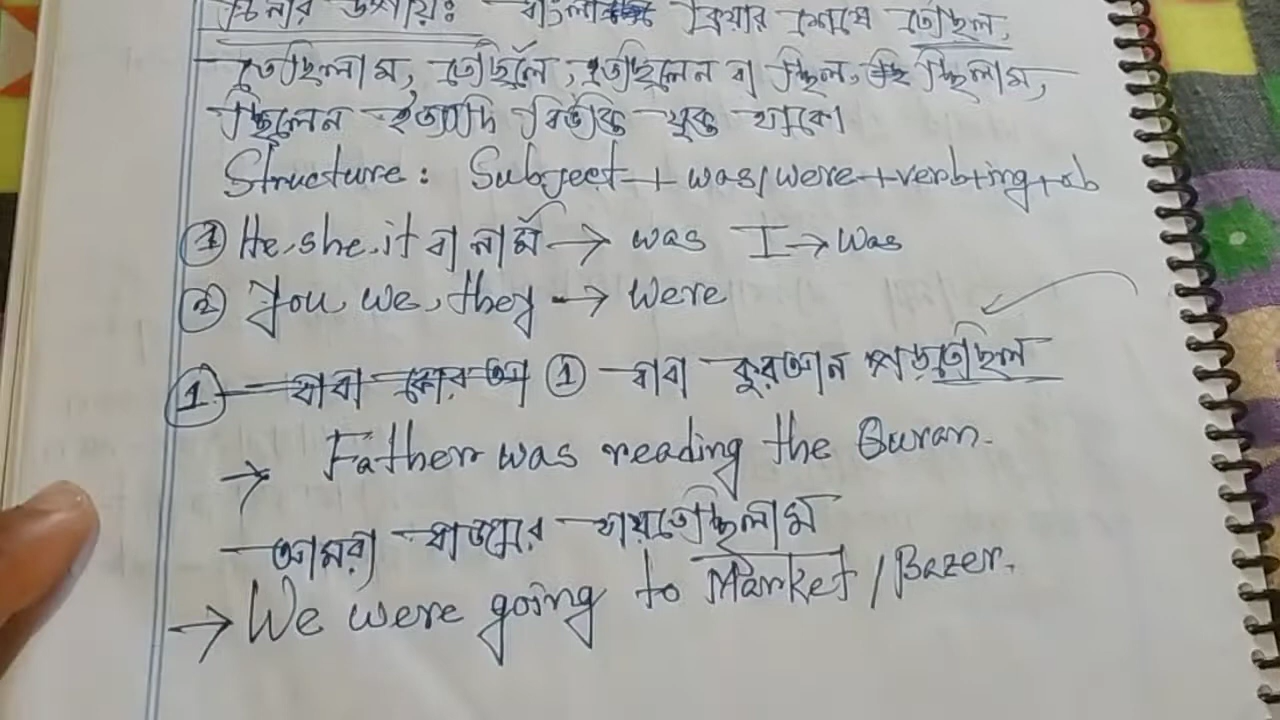 চিনার উপায়ঃ বাংলা ক্রিয়ার শেষে তেছিল,
তেছিলাম, তেছিলে, তেছিলেন বা চ্ছিল, চ্ছিলাম,
চ্ছিলেন ইত্যাদি বিভক্তি যুক্ত থাকে।
Structure: Subject + was/were+verb+ing+ob
① He, she, it বা নাম → was I → was
② You, we, they → were
① বাবা ① বাবা কুরআন পড়তেছিল
→ Father was reading the Quran.
আমরা বাজারে যায়তেছিলাম
→ We were going to Market / Bazer.